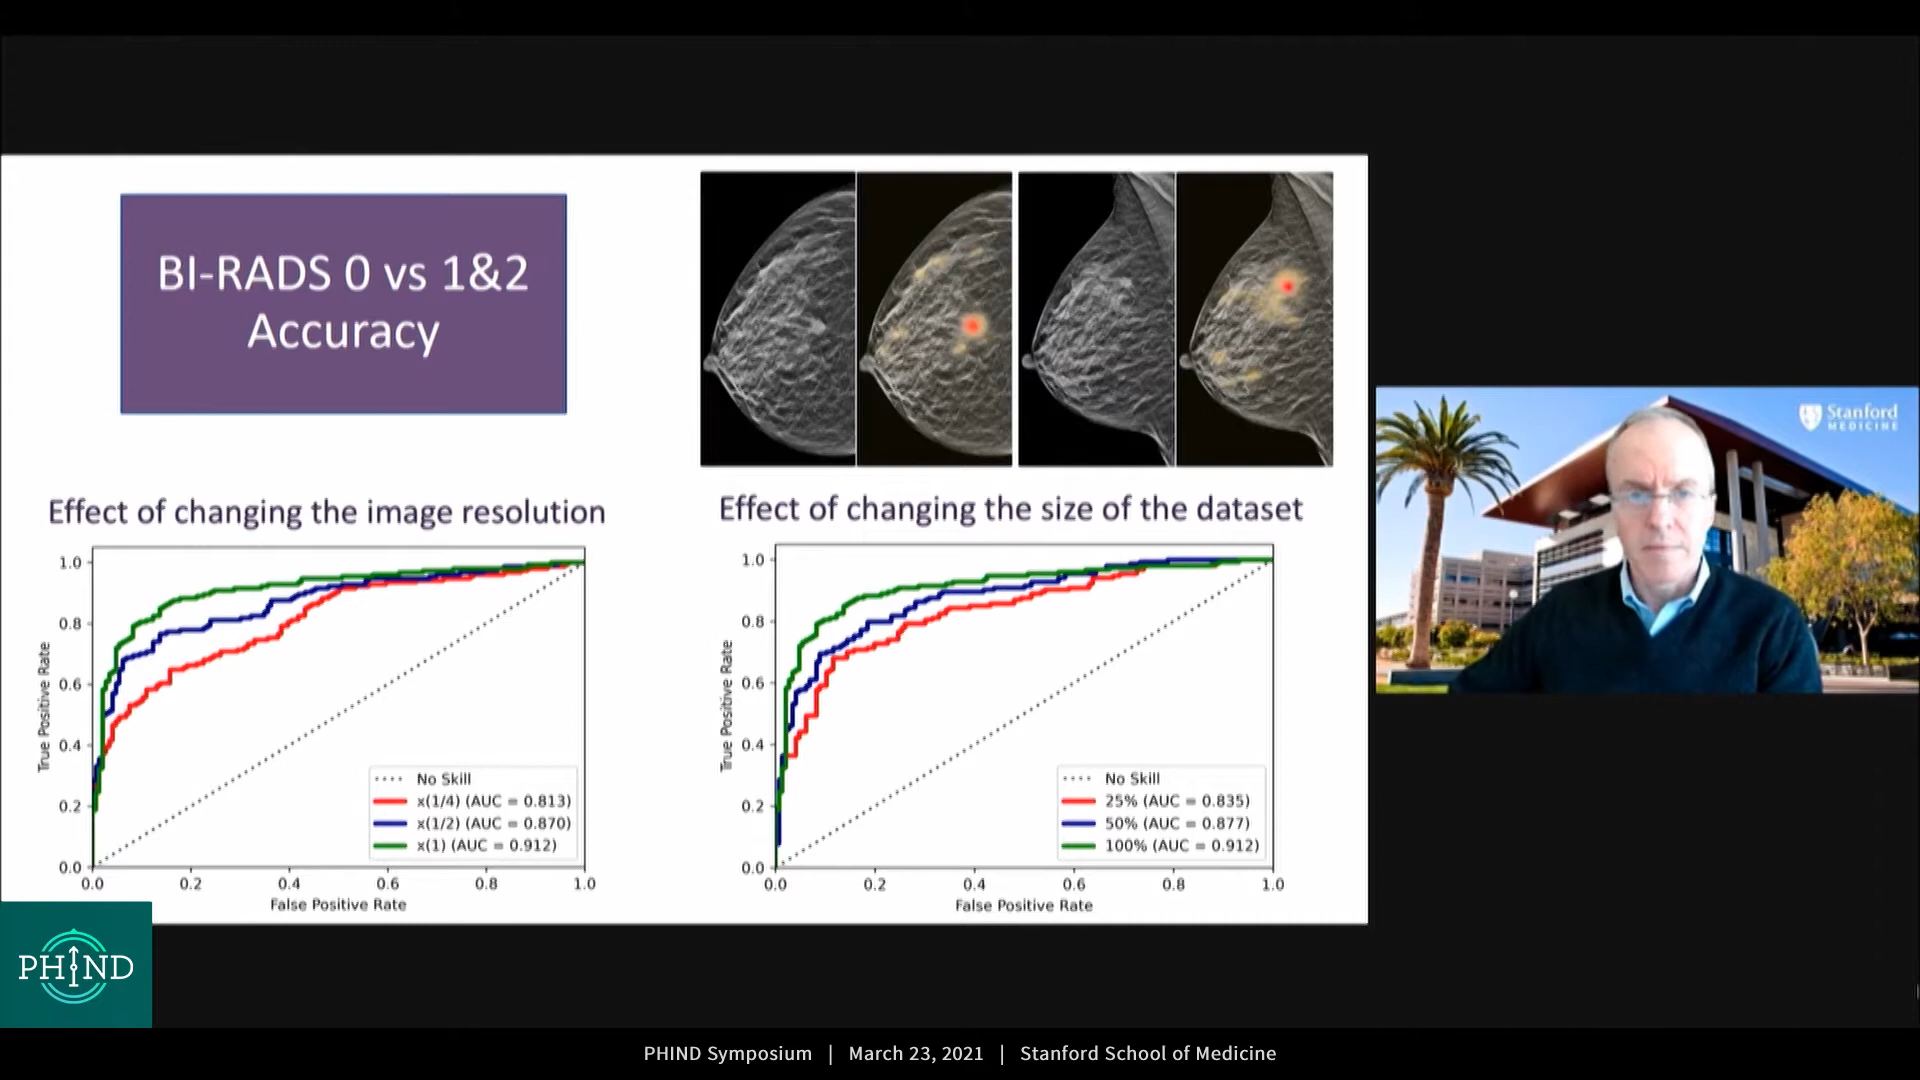 BI-RADS 0 vs 1&2
Accuracy
Stanford
MEDICINE
Effect of changing the image resolution
1.0
0.8
0.6
0.4
0.2
0.0
True Positive Rate
No Skill
x(1/4) (AUC = 0.813)
x(1/2) (AUC = 0.870)
x(1) (AUC = 0.912)
0.0 0.2 0.4 0.6 0.8 1.0
False Positive Rate
Effect of changing the size of the dataset
1.0
0.8
0.6
0.4
0.2
0.0
True Positive Rate
No Skill
25% (AUC = 0.835)
50% (AUC = 0.877)
100% (AUC = 0.912)
0.0 0.2 0.4 0.6 0.8 1.0
False Positive Rate
PHIND
PHIND Symposium | March 23, 2021 | Stanford School of Medicine